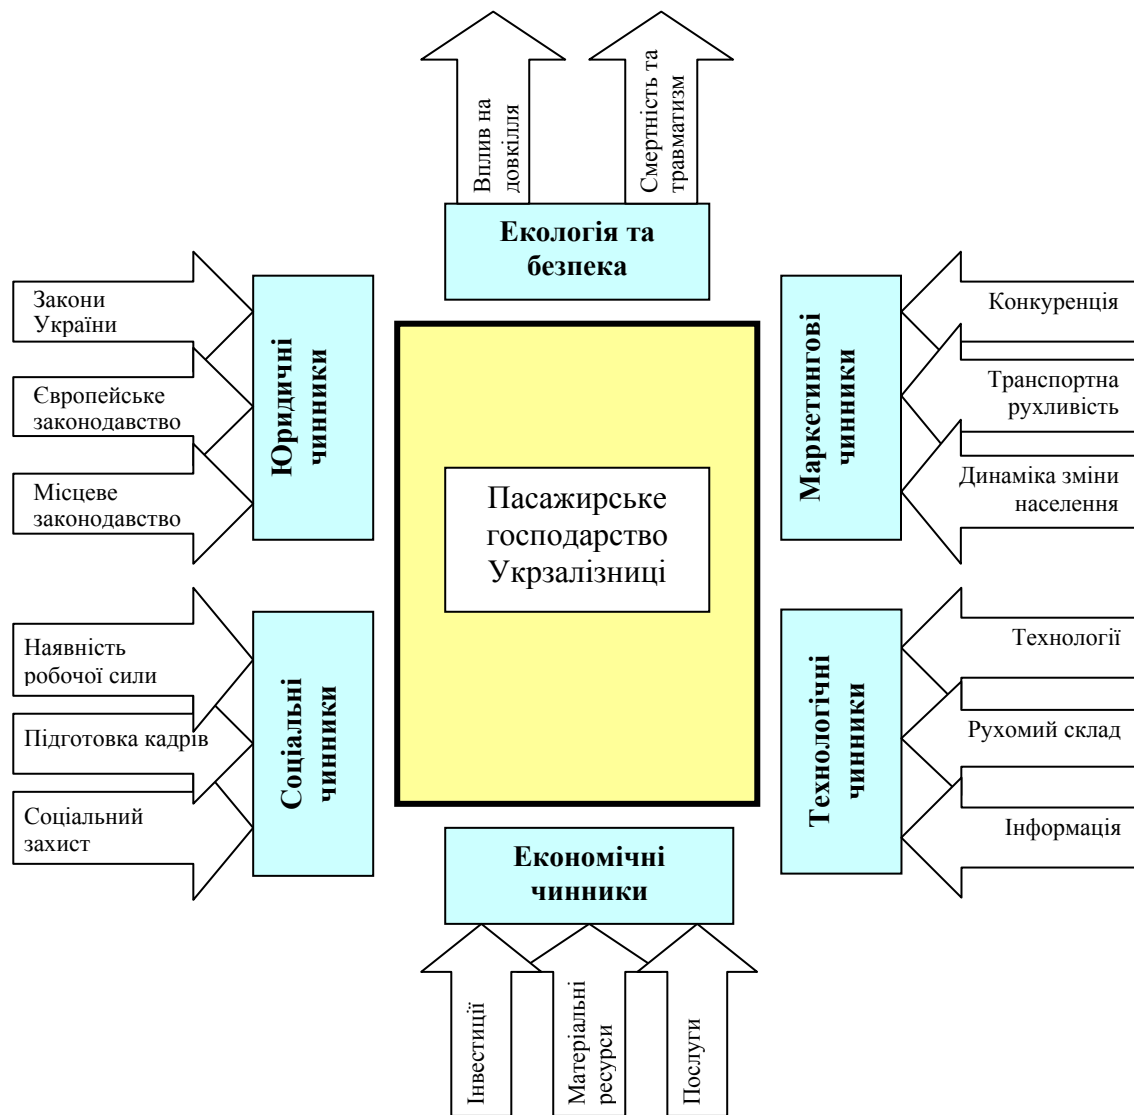 Вплив на
довкілля
Смертність та
травматизм
Екологія та
безпека
Закони
України
Європейське
законодавство
Місцеве
законодавство
Юридичні
чинники
Маркетингові
чинники
Конкуренція
Транспортна
рухливість
Динаміка зміни
населення
Пасажирське
господарство
Укрзалізниці
Наявність
робочої сили
Підготовка кадрів
Соціальний
захист
Соціальні
чинники
Технологічні
чинники
Технології
Рухомий склад
Інформація
Економічні
чинники
Інвестиції
Матеріальні
ресурси
Послуги